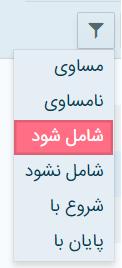 مساوی
نامساوی
شامل شود
شامل نشود
شروع با
پایان با